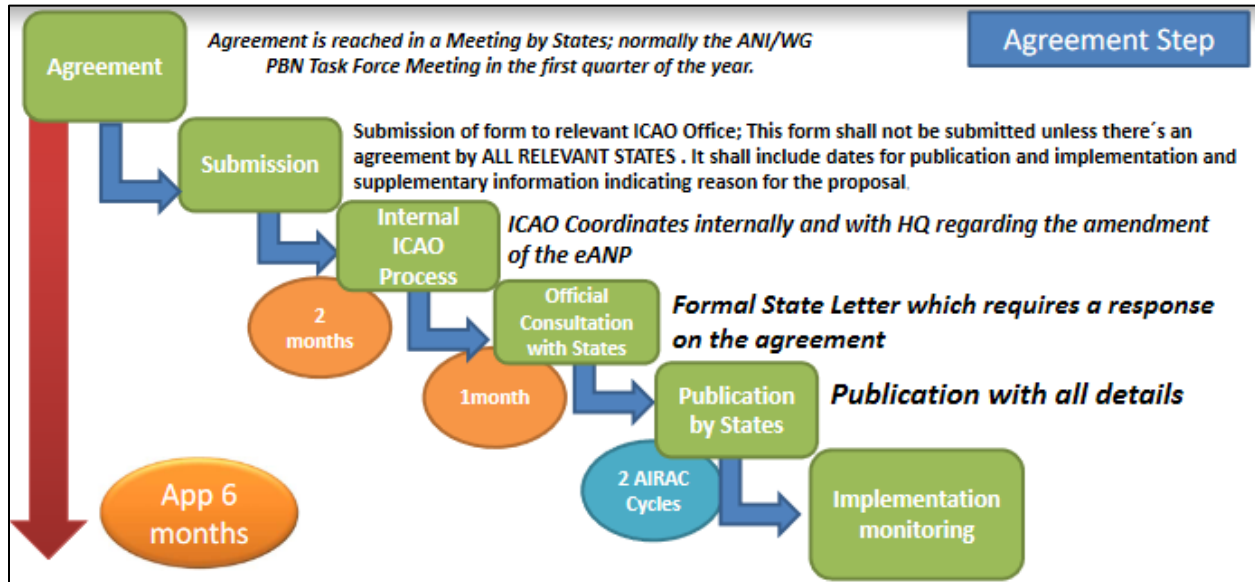 Agreement
Agreement is reached in a Meeting by States; normally the ANI/WG
PBN Task Force Meeting in the first quarter of the year.
Agreement Step
Submission
Submission of form to relevant ICAO Office; This form shall not be submitted unless there´s an
agreement by ALL RELEVANT STATES . It shall include dates for publication and implementation and
supplementary information indicating reason for the proposal.
Internal
ICAO
Process
ICAO Coordinates internally and with HQ regarding the amendment
of the eANP
2
months
Official
Consultation
with States
Formal State Letter which requires a response
on the agreement
1month
Publication
by States
Publication with all details
2 AIRAC
Cycles
Implementation
monitoring
App 6
months